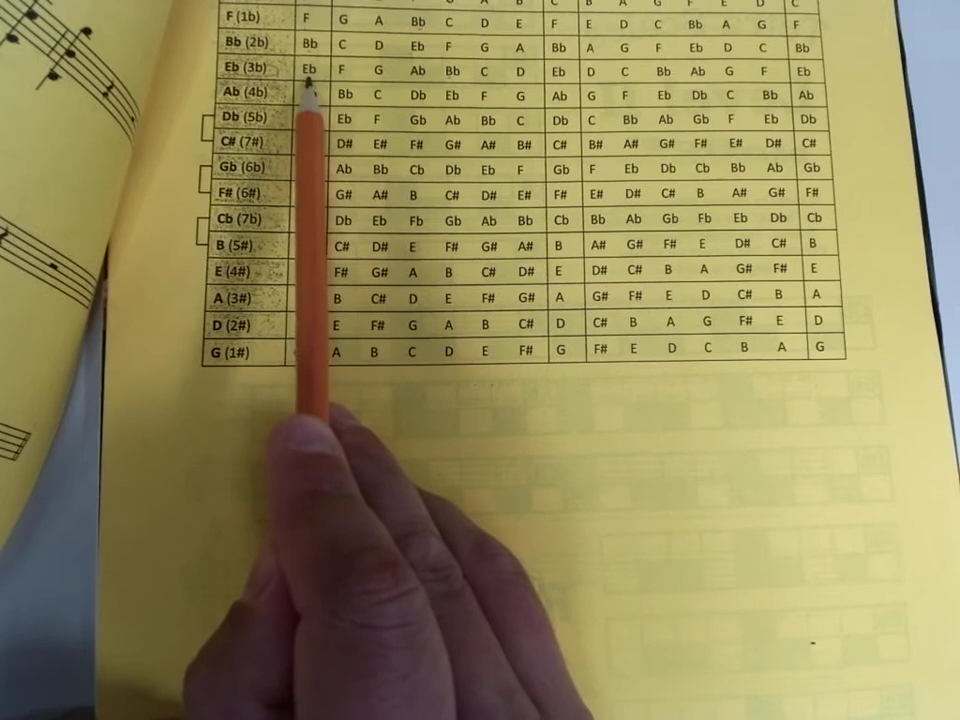 F (1b) F G A Bb C D E F E D C Bb A G F
Bb (2b) Bb C D Eb F G A Bb A G F Eb D C Bb
Eb (3b) Eb F G Ab Bb C D Eb D C Bb Ab G F Eb
Ab (4b) Bb C Db Eb F G Ab G F Eb Db C Bb Ab
Db (5b) Eb F Gb Ab Bb C Db C Bb Ab Gb F Eb Db
C# (7#) D# E# F# G# A# B# C# B# A# G# F# E# D# C#
Gb (6b) Ab Bb Cb Db Eb F Gb F Eb Db Cb Bb Ab Gb
F# (6#) G# A# B C# D# E# F# E# D# C# B A# G# F#
Cb (7b) Db Eb Fb Gb Ab Bb Cb Bb Ab Gb Fb Eb Db Cb
B (5#) C# D# E F# G# A# B A# G# F# E D# C# B
E (4#) F# G# A B C# D# E D# C# B A G# F# E
A (3#) B C# D E F# G# A G# F# E D C# B A
D (2#) E F# G A B C# D C# B A G F# E D
G (1#) A B C D E F# G F# E D C B A G